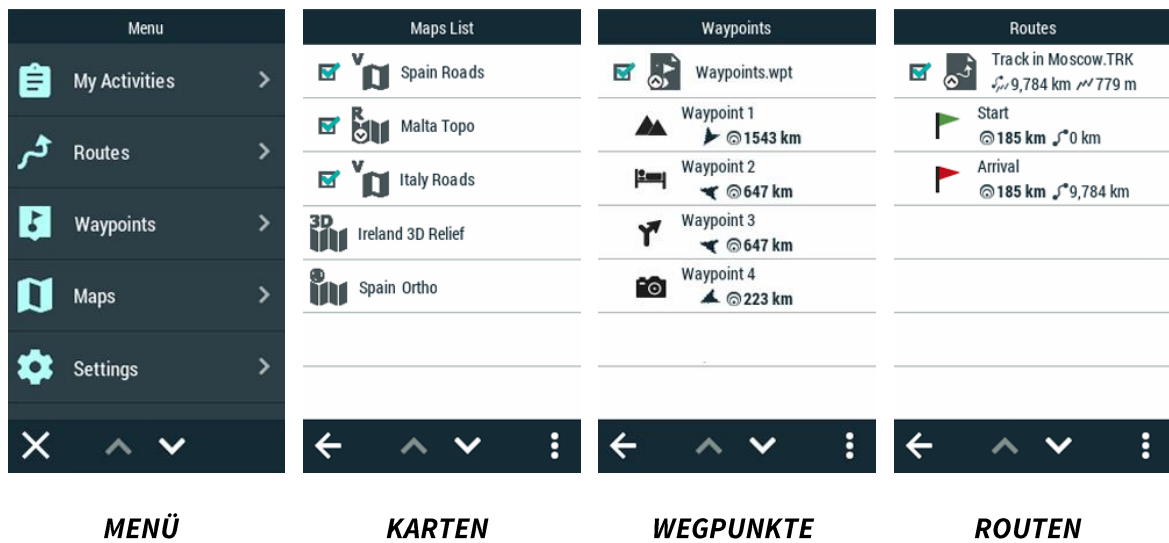 Menu
My Activities
Routes
Waypoints
Maps
Settings
MENÜ
Maps List
V
Spain Roads
R
Malta Topo
V
Italy Roads
3D
Ireland 3D Relief
Spain Ortho
KARTEN
Waypoints
Waypoints.wpt
Waypoint 1
1543 km
Waypoint 2
647 km
Waypoint 3
647 km
Waypoint 4
223 km
WEGPUNKTE
Routes
Track in Moscow.TRK
9,784 km 779 m
Start
185 km 0 km
Arrival
185 km 9,784 km
ROUTEN